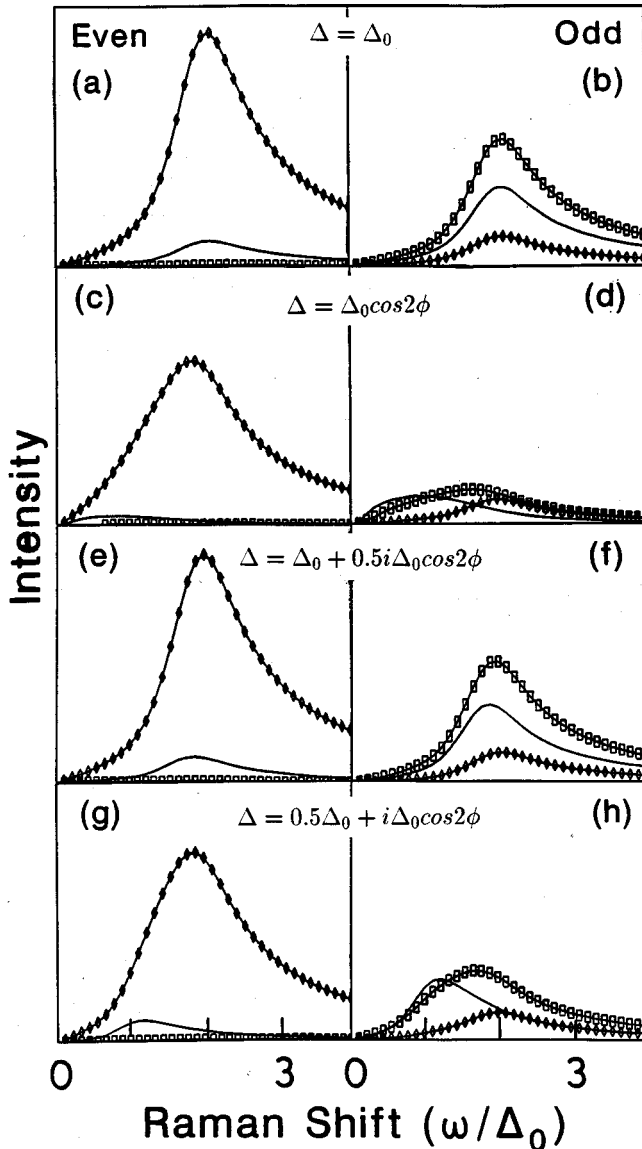 Even Δ = Δ₀ Odd
(a) (b)
(c) Δ = Δ₀cos2φ (d)
(e) Δ = Δ₀ + 0.5iΔ₀cos2φ (f)
(g) Δ = 0.5Δ₀ + iΔ₀cos2φ (h)
Intensity
0 3 0 3
Raman Shift (ω/Δ₀)